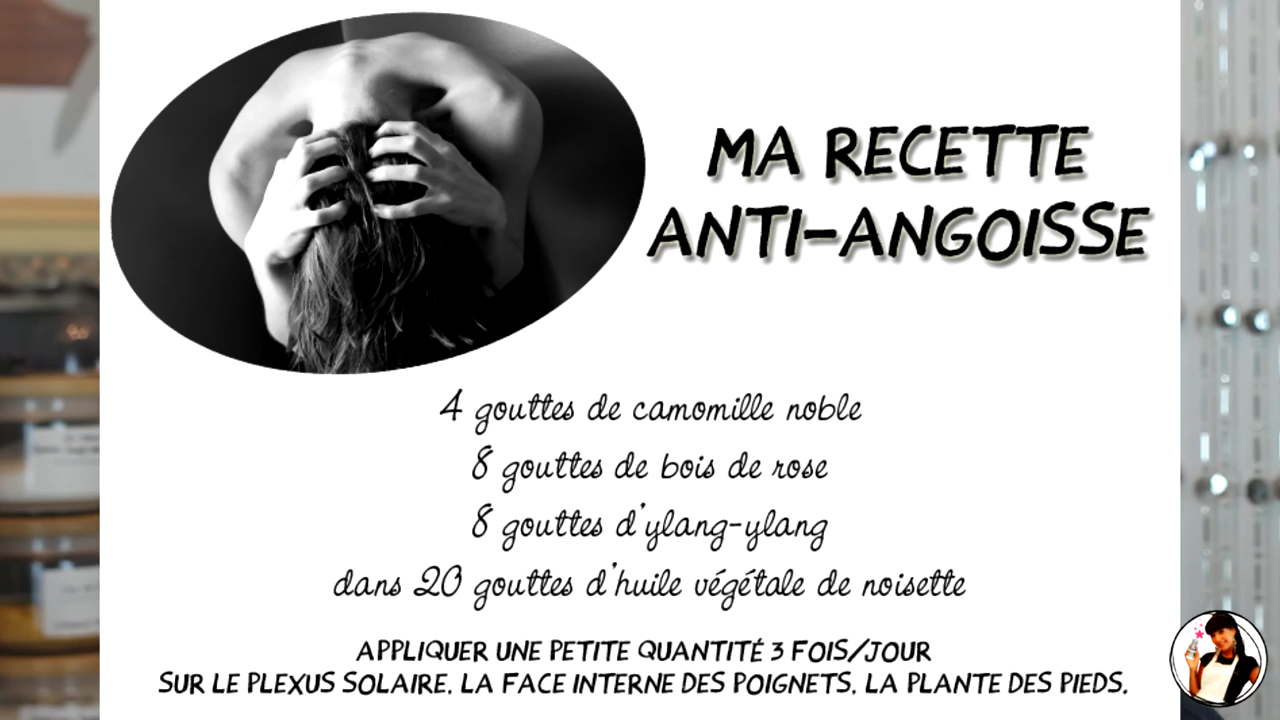 MA RECETTE
ANTI-ANGOISSE
4 gouttes de camomille noble
8 gouttes de bois de rose
8 gouttes d'ylang-ylang
dans 20 gouttes d'huile végétale de noisette
APPLIQUER UNE PETITE QUANTITÉ 3 FOIS/JOUR
SUR LE PLEXUS SOLAIRE. LA FACE INTERNE DES POIGNETS. LA PLANTE DES PIEDS.